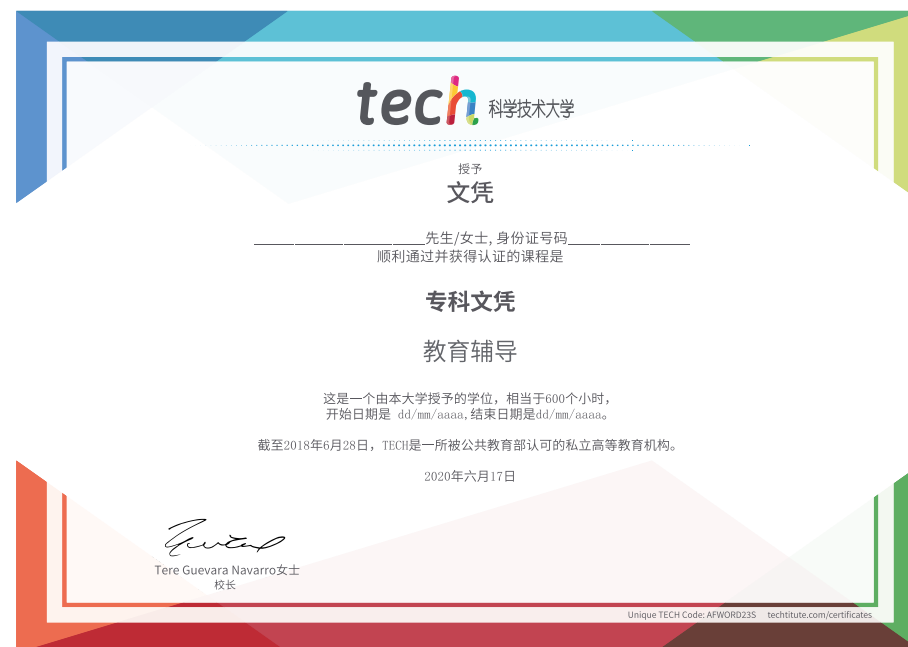 tech 科学技术大学
授予
文凭
____________________先生/女士, 身份证号码_______________
顺利通过并获得认证的课程是
专科文凭
教育辅导
这是一个由本大学授予的学位，相当于600个小时，
开始日期是 dd/mm/aaaa,结束日期是dd/mm/aaaa。
截至2018年6月28日，TECH是一所被公共教育部认可的私立高等教育机构。
2020年六月17日
Tere Guevara Navarro女士
校长
Unique TECH Code: AFWORD23S techtitute.com/certificates